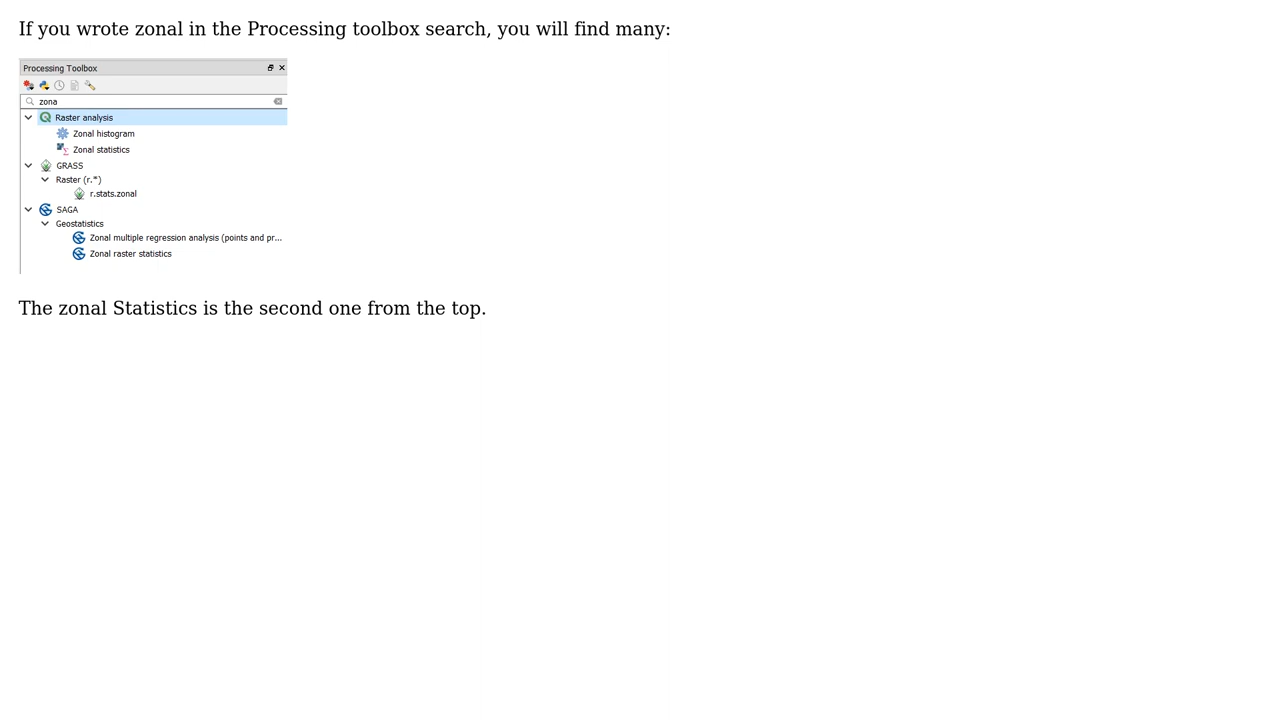 If you wrote zonal in the Processing toolbox search, you will find many:
Processing Toolbox
zona
Raster analysis
Zonal histogram
Zonal statistics
GRASS
Raster (r.*)
r.stats.zonal
SAGA
Geostatistics
Zonal multiple regression analysis (points and pr...
Zonal raster statistics
The zonal Statistics is the second one from the top.